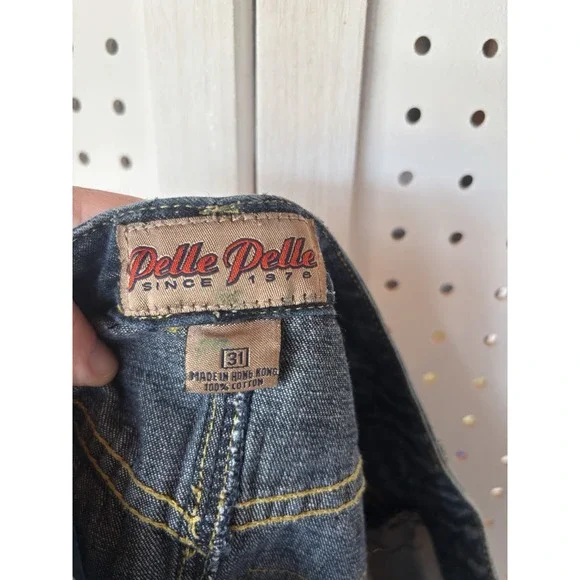 Pelle Pelle
SINCE 1978
31
MADE IN HONG KONG
100% COTTON